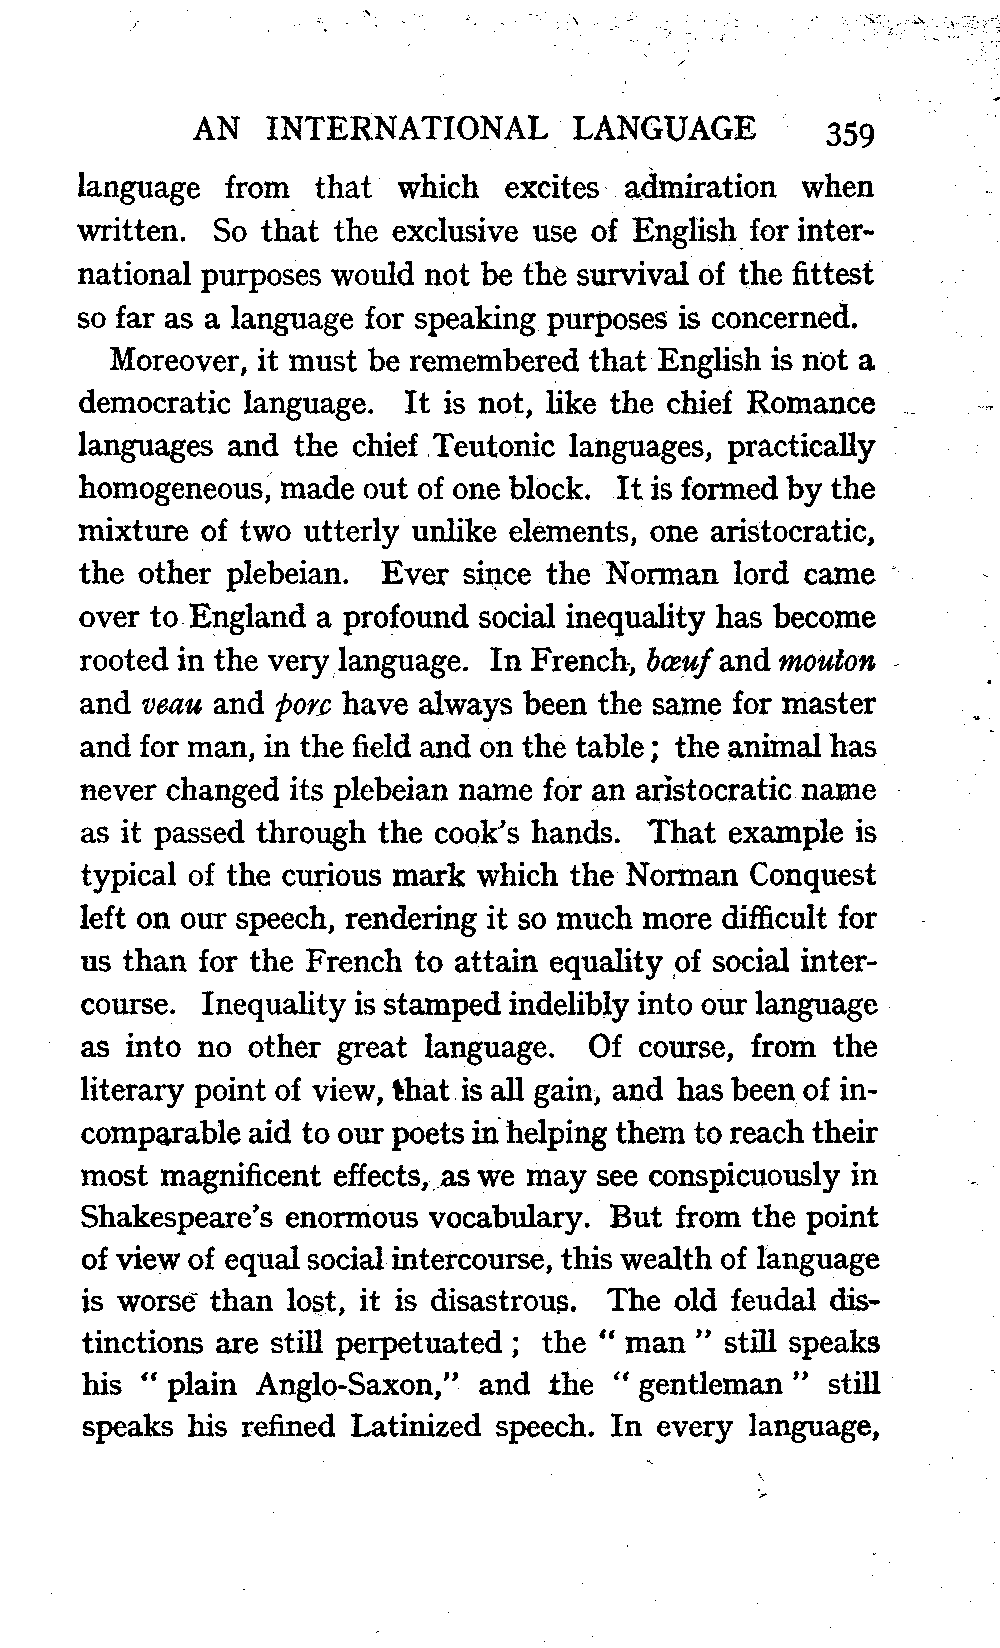 AN INTERNATIONAL LANGUAGE 359
language from that which excites admiration when
written. So that the exclusive use of English for inter-
national purposes would not be the survival of the fittest
so far as a language for speaking purposes is concerned.
Moreover, it must be remembered that English is not a
democratic language. It is not, like the chief Romance
languages and the chief Teutonic languages, practically
homogeneous, made out of one block. It is formed by the
mixture of two utterly unlike elements, one aristocratic,
the other plebeian. Ever since the Norman lord came
over to England a profound social inequality has become
rooted in the very language. In French, bœuf and mouton
and veau and porc have always been the same for master
and for man, in the field and on the table; the animal has
never changed its plebeian name for an aristocratic name
as it passed through the cook's hands. That example is
typical of the curious mark which the Norman Conquest
left on our speech, rendering it so much more difficult for
us than for the French to attain equality of social inter-
course. Inequality is stamped indelibly into our language
as into no other great language. Of course, from the
literary point of view, that is all gain, and has been of in-
comparable aid to our poets in helping them to reach their
most magnificent effects, as we may see conspicuously in
Shakespeare's enormous vocabulary. But from the point
of view of equal social intercourse, this wealth of language
is worse than lost, it is disastrous. The old feudal dis-
tinctions are still perpetuated; the "man" still speaks
his "plain Anglo-Saxon," and the "gentleman" still
speaks his refined Latinized speech. In every language,